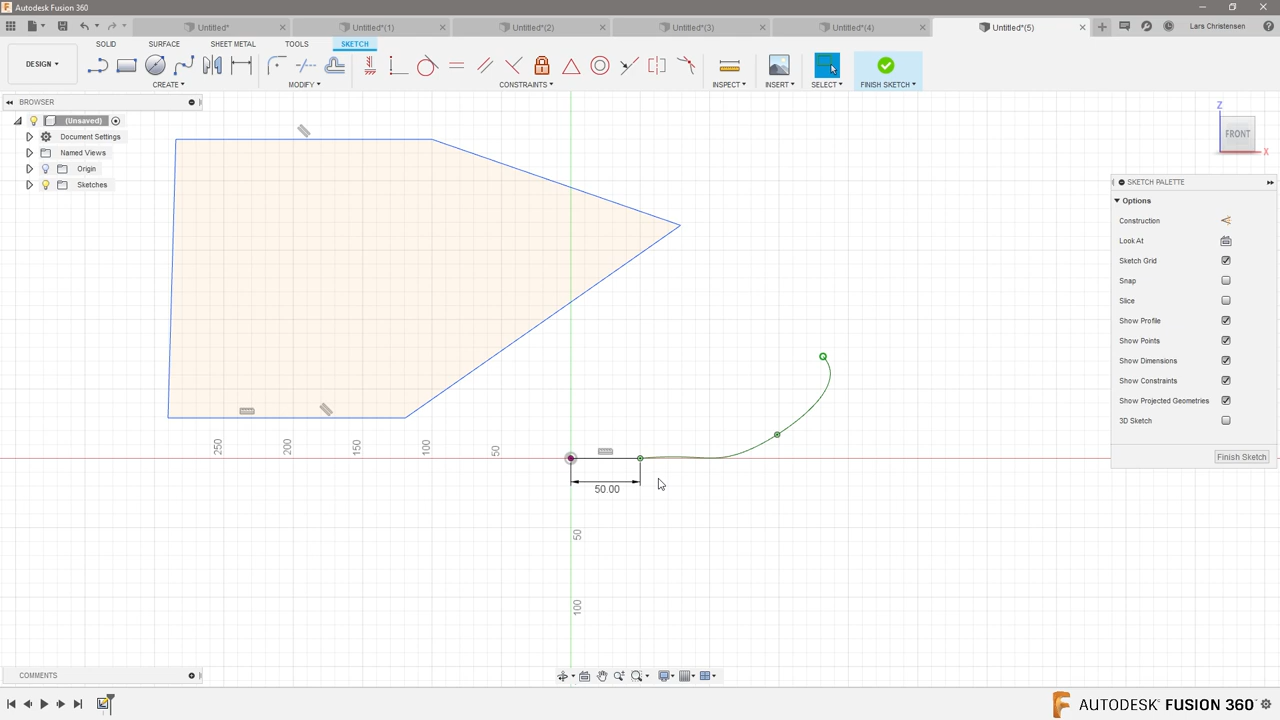 Autodesk Fusion 360
Untitled*
Untitled*(1)
Untitled*(2)
Untitled*(3)
Untitled*(4)
Untitled*(5)
Lars Christensen
SOLID
SURFACE
SHEET METAL
TOOLS
SKETCH
DESIGN
CREATE
MODIFY
CONSTRAINTS
INSPECT
INSERT
SELECT
FINISH SKETCH
BROWSER
(Unsaved)
Document Settings
Named Views
Origin
Sketches
Z
FRONT
X
SKETCH PALETTE
Options
Construction
Look At
Sketch Grid
Snap
Slice
Show Profile
Show Points
Show Dimensions
Show Constraints
Show Projected Geometries
3D Sketch
Finish Sketch
250
200
150
100
50
50.00
50
100
COMMENTS
AUTODESK FUSION 360